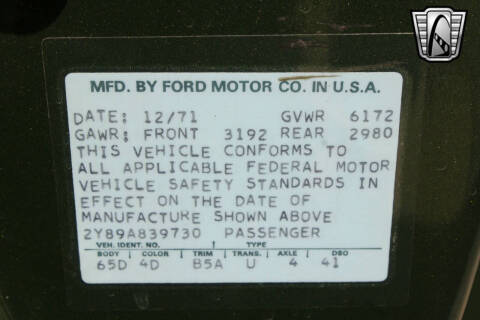 MFD. BY FORD MOTOR CO. IN U.S.A.
DATE: 12/71 GVWR 6172
GAWR: FRONT 3192 REAR 2980
THIS VEHICLE CONFORMS TO
ALL APPLICABLE FEDERAL MOTOR
VEHICLE SAFETY STANDARDS IN
EFFECT ON THE DATE OF
MANUFACTURE SHOWN ABOVE
2Y89A839730 PASSENGER
VEH. IDENT. NO. TYPE
BODY COLOR TRIM TRANS. AXLE DSO
65D 4D B5A U 4 41